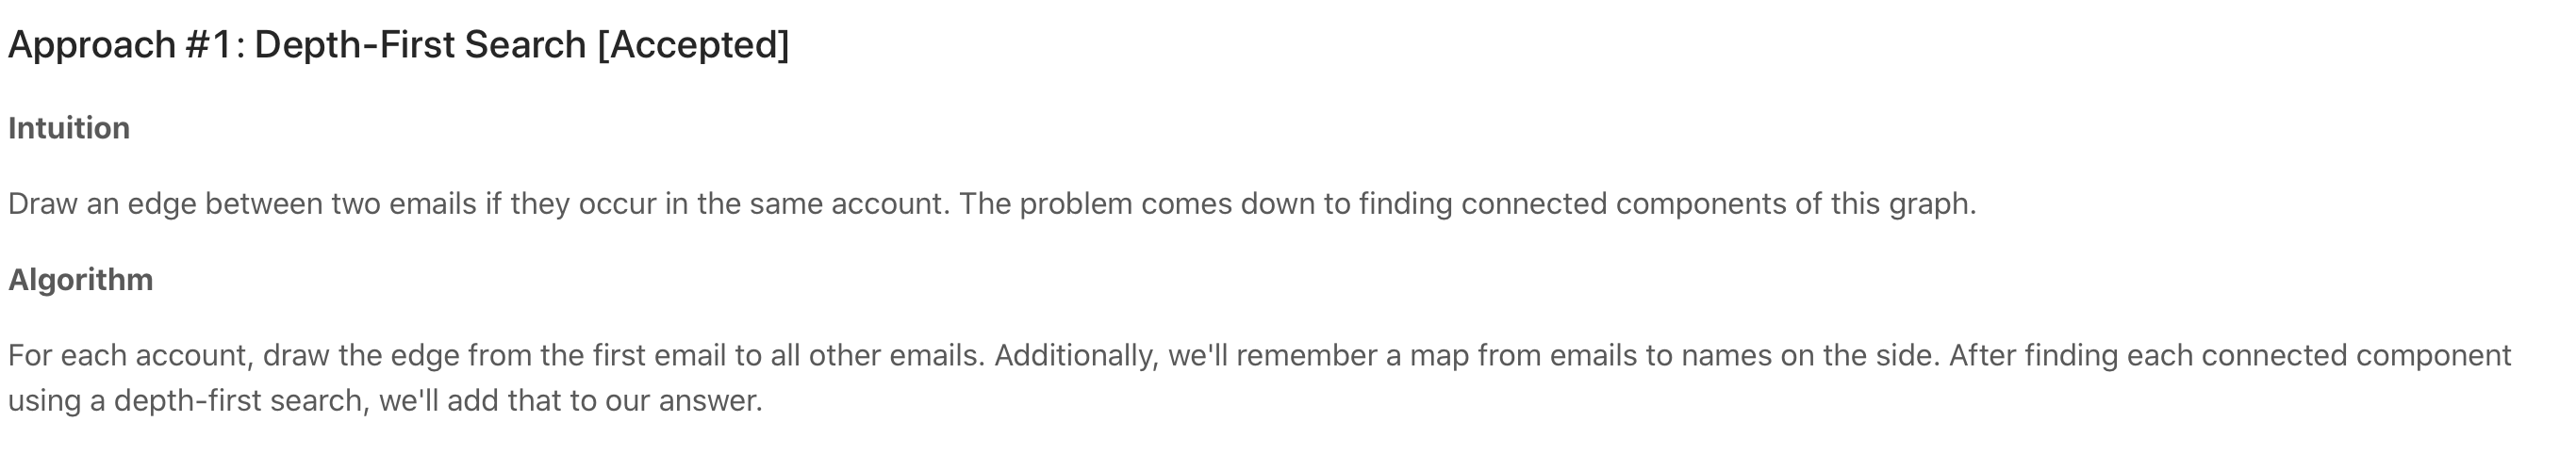 Approach #1: Depth-First Search [Accepted]
Intuition
Draw an edge between two emails if they occur in the same account. The problem comes down to finding connected components of this graph.
Algorithm
For each account, draw the edge from the first email to all other emails. Additionally, we'll remember a map from emails to names on the side. After finding each connected component
using a depth-first search, we'll add that to our answer.